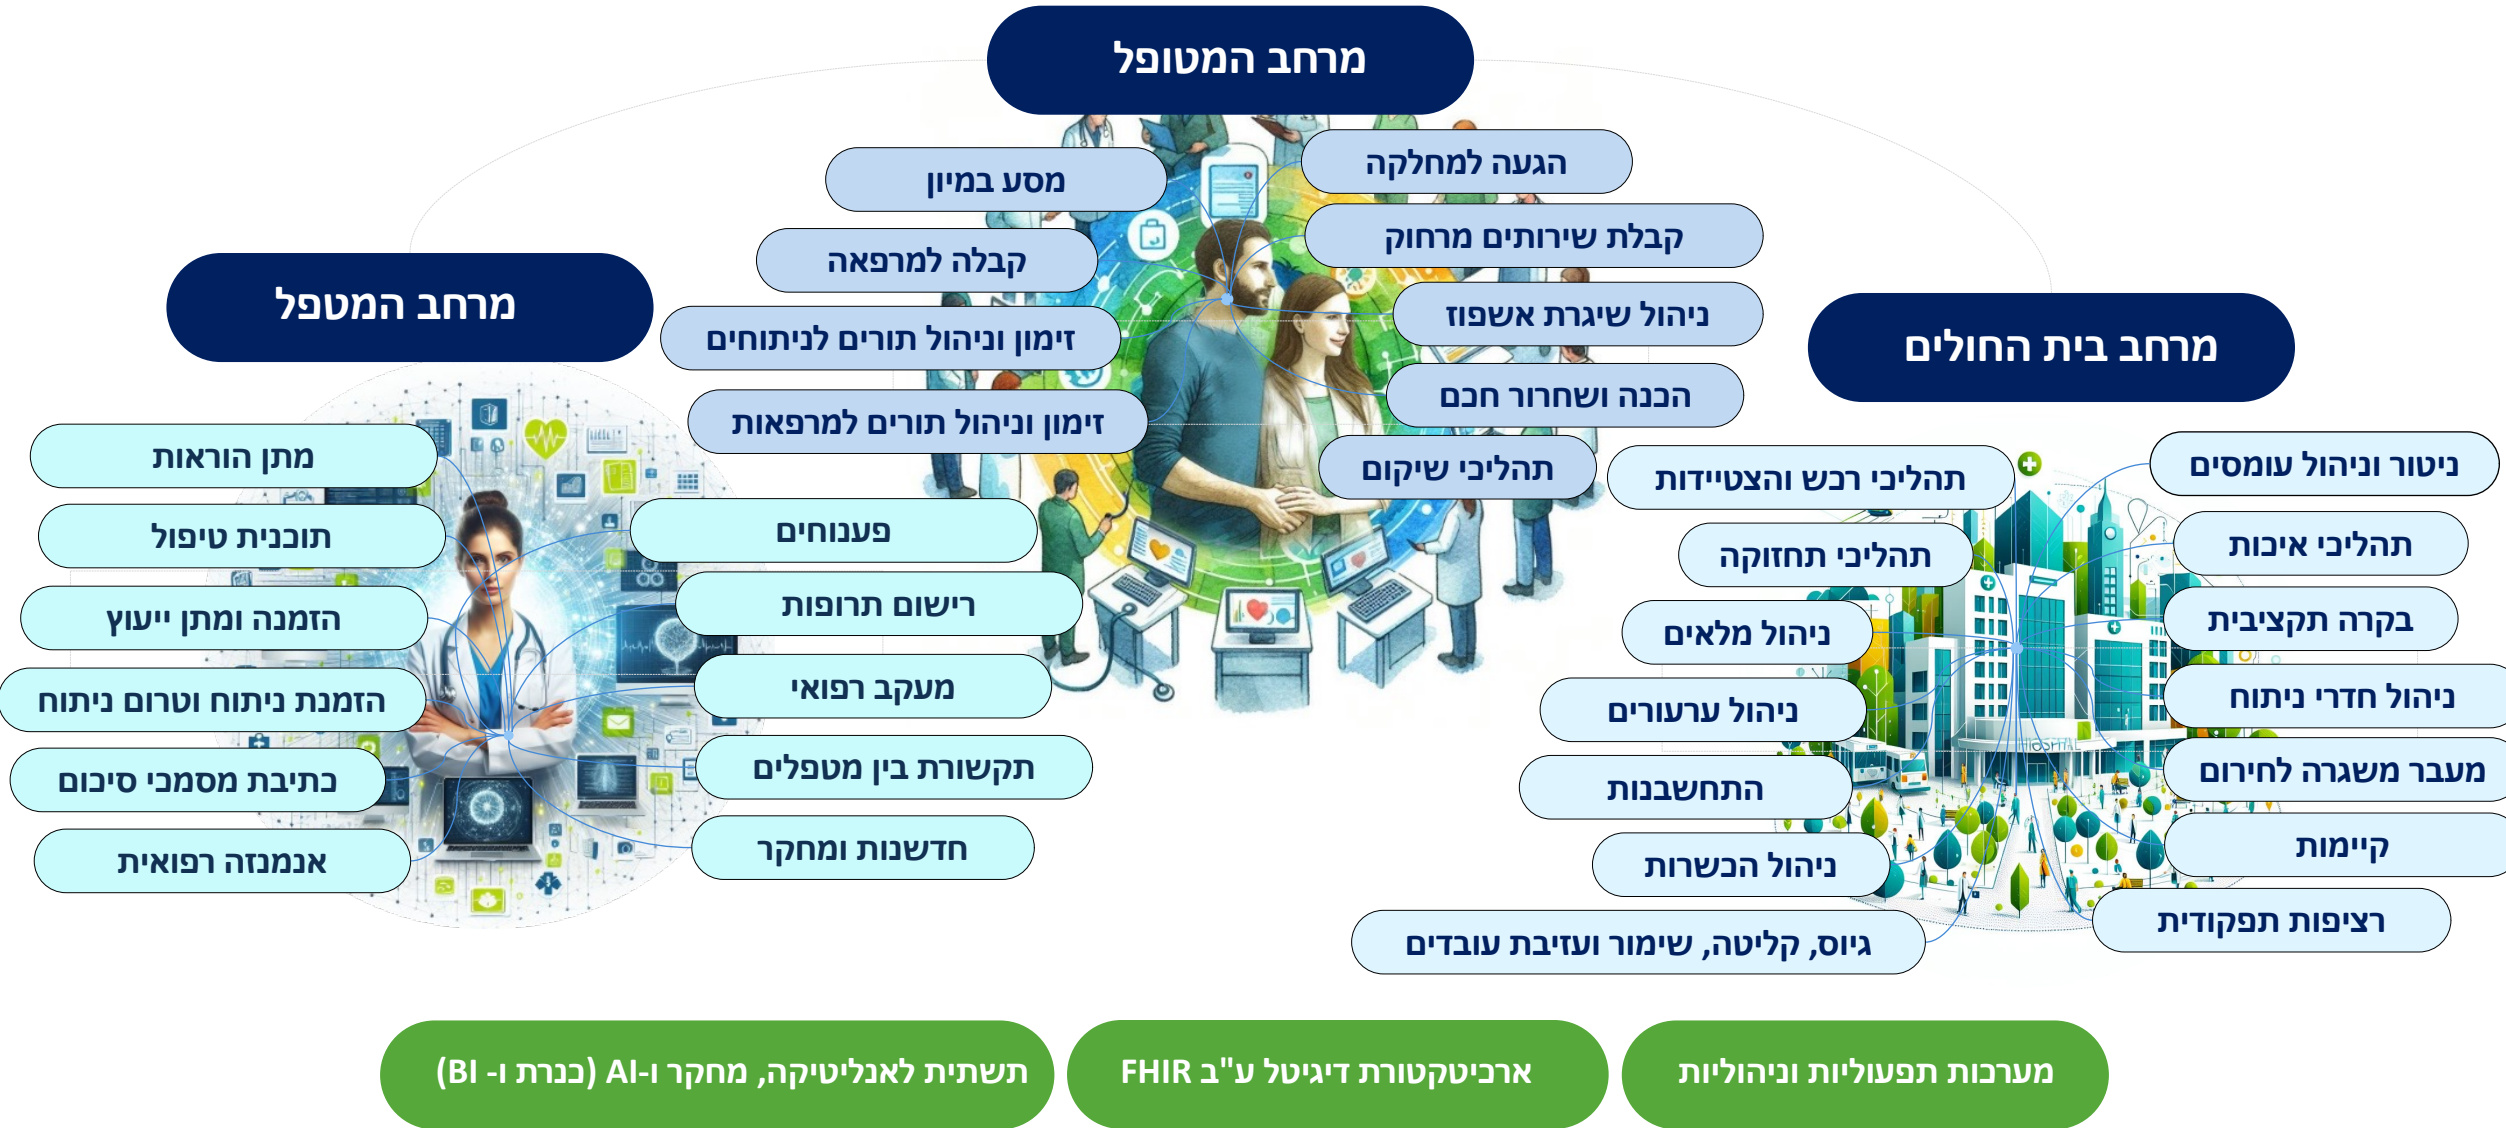 מרחב המטופל
הגעה למחלקה
קבלת שירותים מרחוק
ניהול שיגרת אשפוז
הכנה ושחרור חכם
תהליכי שיקום
מסע במיון
קבלה למרפאה
זימון וניהול תורים לניתוחים
זימון וניהול תורים למרפאות
מרחב בית החולים
ניטור וניהול עומסים
תהליכי איכות
בקרה תקציבית
ניהול חדרי ניתוח
מעבר משגרה לחירום
קיימות
רציפות תפקודית
תהליכי רכש והצטיידות
תהליכי תחזוקה
ניהול מלאים
ניהול ערעורים
התחשבנות
ניהול הכשרות
גיוס, קליטה, שימור ועזיבת עובדים
HOSPITAL
מרחב המטפל
פענוחים
רישום תרופות
מעקב רפואי
תקשורת בין מטפלים
חדשנות ומחקר
מתן הוראות
תוכנית טיפול
הזמנה ומתן ייעוץ
הזמנת ניתוח וטרום ניתוח
כתיבת מסמכי סיכום
אנמנזה רפואית
מערכות תפעוליות וניהוליות
ארכיטקטורת דיגיטל ע"ב FHIR
תשתית לאנליטיקה, מחקר ו-AI (כנרת ו- BI)